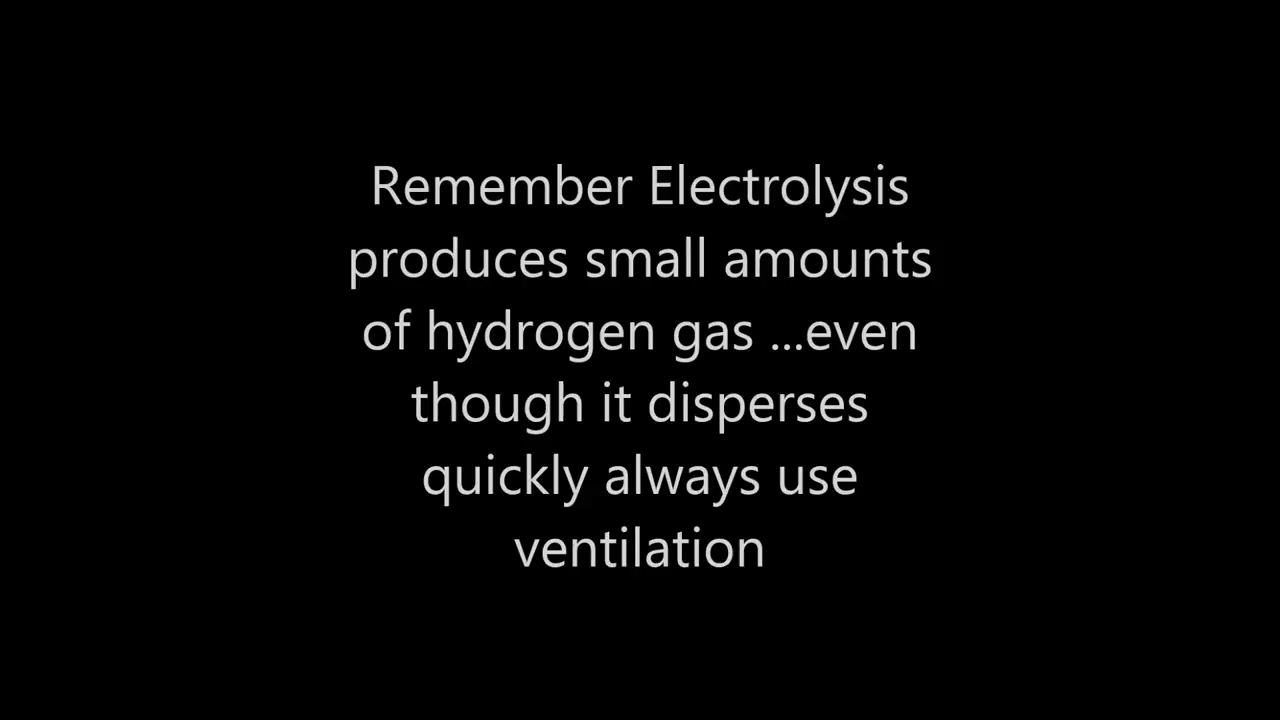 Remember Electrolysis
produces small amounts
of hydrogen gas ...even
though it disperses
quickly always use
ventilation